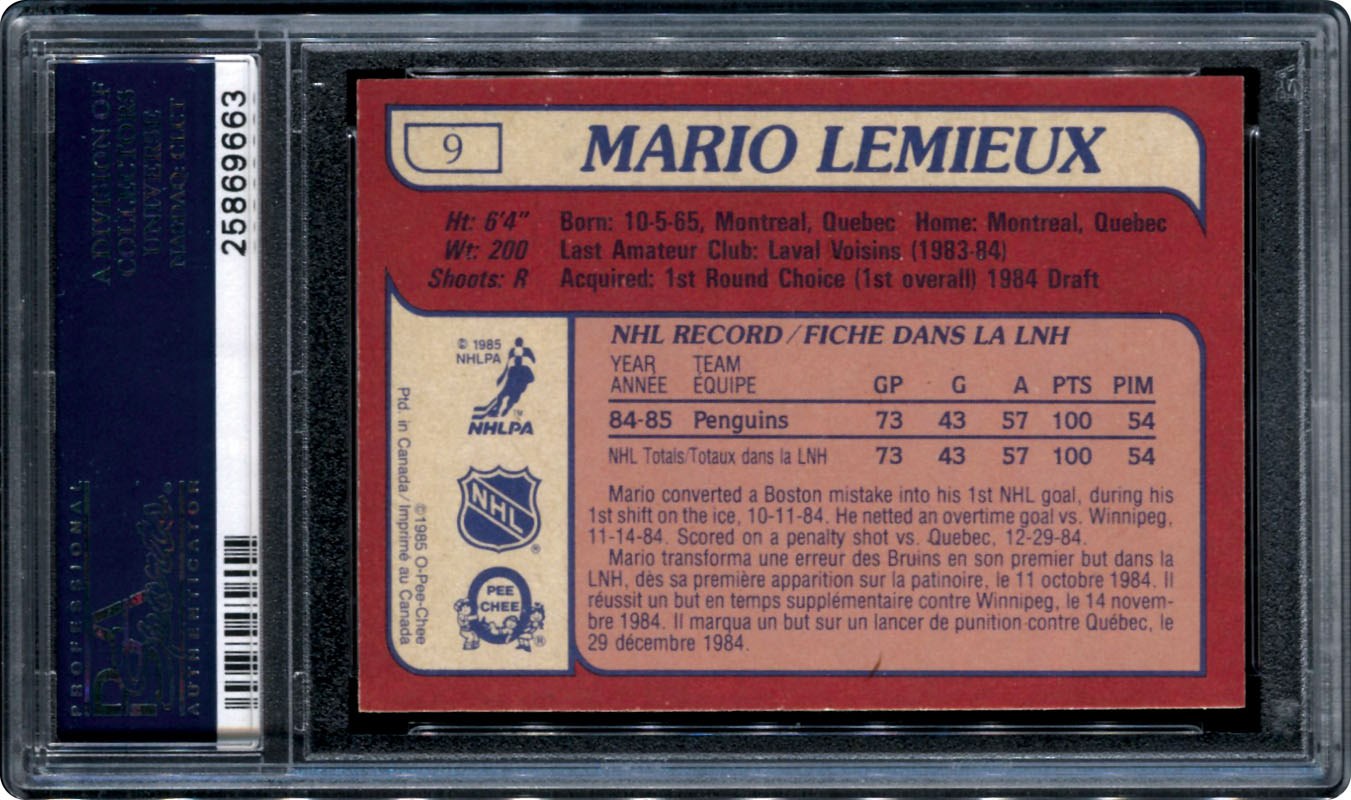 A DIVISION OF
COLLECTORS
UNIVERSE
NASDAQ: CLCT
PROFESSIONAL
PSA
AUTHENTICATOR
25869663
9
MARIO LEMIEUX
Ht: 6'4" Born: 10-5-65, Montreal, Quebec Home: Montreal, Quebec
Wt: 200 Last Amateur Club: Laval Voisins (1983-84)
Shoots: R Acquired: 1st Round Choice (1st overall) 1984 Draft
© 1985
NHLPA
TM
NHLPA
NHL
®
O
PEE
CHEE
®
Ptd. in Canada/Imprimé au Canada
©1985 O-Pee-Chee
NHL RECORD/FICHE DANS LA LNH
YEAR TEAM
ANNÉE ÉQUIPE GP G A PTS PIM
84-85 Penguins 73 43 57 100 54
NHL Totals/Totaux dans la LNH 73 43 57 100 54
Mario converted a Boston mistake into his 1st NHL goal, during his
1st shift on the ice, 10-11-84. He netted an overtime goal vs. Winnipeg,
11-14-84. Scored on a penalty shot vs. Quebec, 12-29-84.
Mario transforma une erreur des Bruins en son premier but dans la
LNH, dès sa première apparition sur la patinoire, le 11 octobre 1984. Il
réussit un but en temps supplémentaire contre Winnipeg, le 14 novem-
bre 1984. Il marqua un but sur un lancer de punition contre Québec, le
29 décembre 1984.